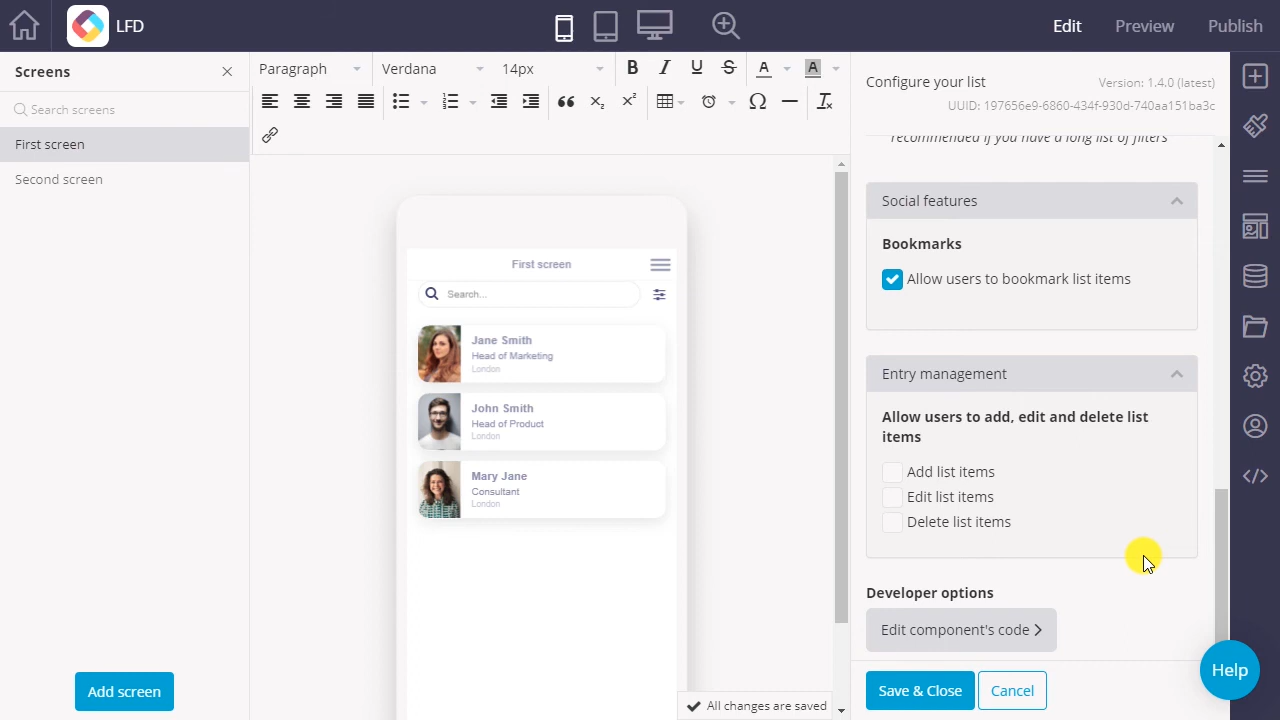 LFD
Edit
Preview
Publish
Screens
Search screens
First screen
Second screen
Add screen
Paragraph
Verdana
14px
B I U S A A
First screen
Search...
Jane Smith
Head of Marketing
London
John Smith
Head of Product
London
Mary Jane
Consultant
London
All changes are saved
Configure your list
Version: 1.4.0 (latest)
UUID: 197656e9-6860-434f-930d-740aa151ba3c
recommended if you have a long list of filters
Social features
Bookmarks
Allow users to bookmark list items
Entry management
Allow users to add, edit and delete list
items
Add list items
Edit list items
Delete list items
Developer options
Edit component's code
Save & Close
Cancel
Help